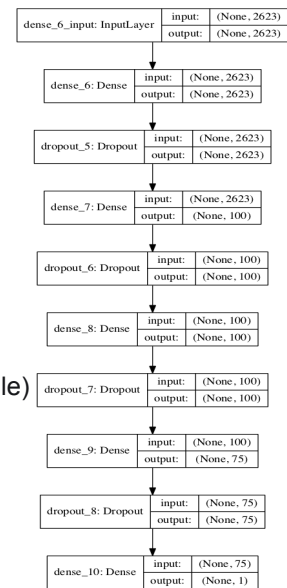 dense_6_input: InputLayer input: (None, 2623)
output: (None, 2623)
dense_6: Dense input: (None, 2623)
output: (None, 2623)
dropout_5: Dropout input: (None, 2623)
output: (None, 2623)
dense_7: Dense input: (None, 2623)
output: (None, 100)
dropout_6: Dropout input: (None, 100)
output: (None, 100)
dense_8: Dense input: (None, 100)
output: (None, 100)
le)
dropout_7: Dropout input: (None, 100)
output: (None, 100)
dense_9: Dense input: (None, 100)
output: (None, 75)
dropout_8: Dropout input: (None, 75)
output: (None, 75)
dense_10: Dense input: (None, 75)
output: (None, 1)